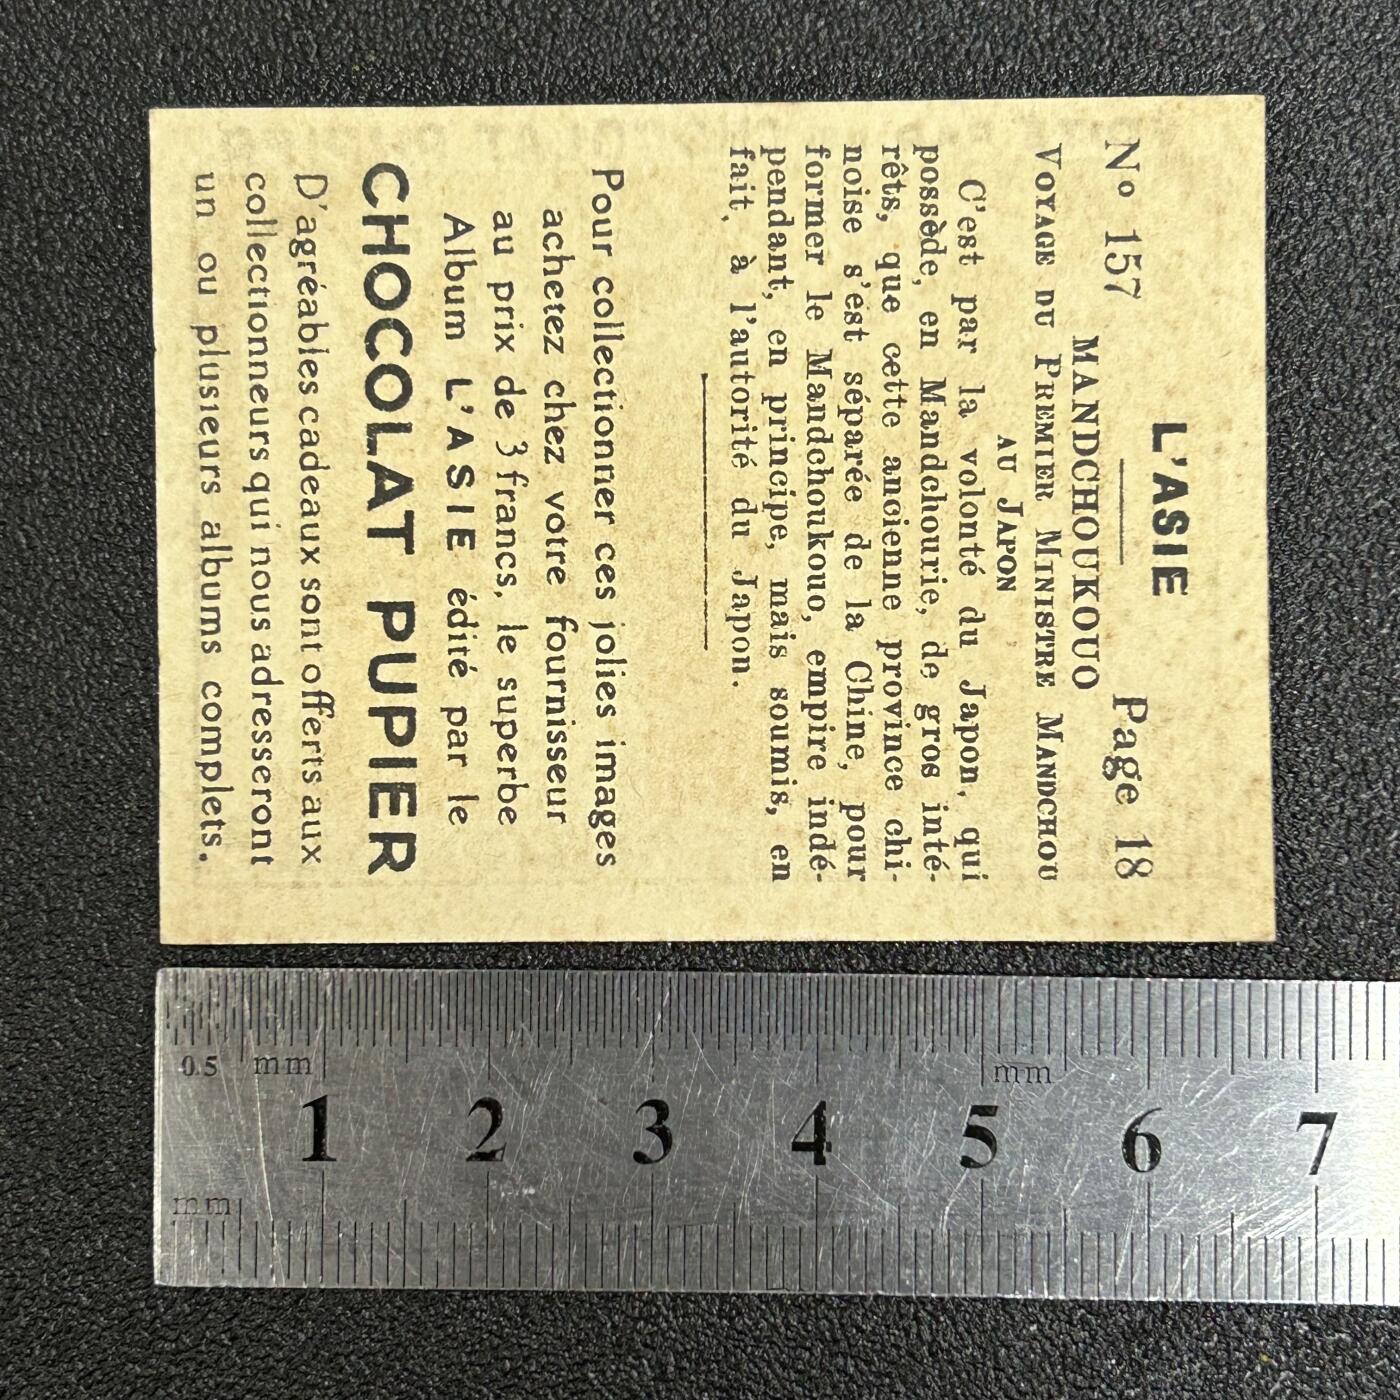 L'ASIE
Nº 157 Page 18
MANDCHOUKOUO
VOYAGE DU PREMIER MINISTRE MANDCHOU
AU JAPON
C'est par la volonté du Japon, qui
possède, en Mandchourie, de gros inté-
rêts, que cette ancienne province chi-
noise s'est séparée de la Chine, pour
former le Mandchoukouo, empire indé-
pendant, en principe, mais soumis, en
fait, à l'autorité du Japon.
Pour collectionner ces jolies images
achetez chez votre fournisseur
au prix de 3 francs, le superbe
Album L'ASIE édité par le
CHOCOLAT PUPIER
D'agréables cadeaux sont offerts aux
collectionneurs qui nous adresseront
un ou plusieurs albums complets.
0.5 mm mm
1 2 3 4 5 6 7
mm